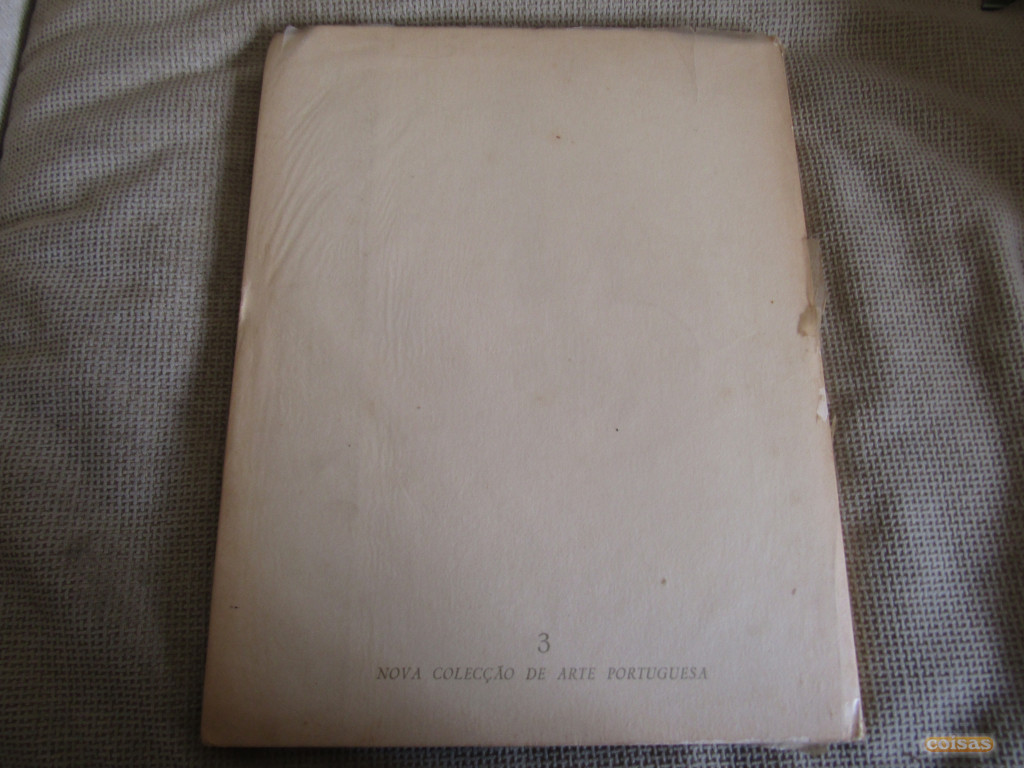 3
NOVA COLECÇÃO DE ARTE PORTUGUESA
coisas